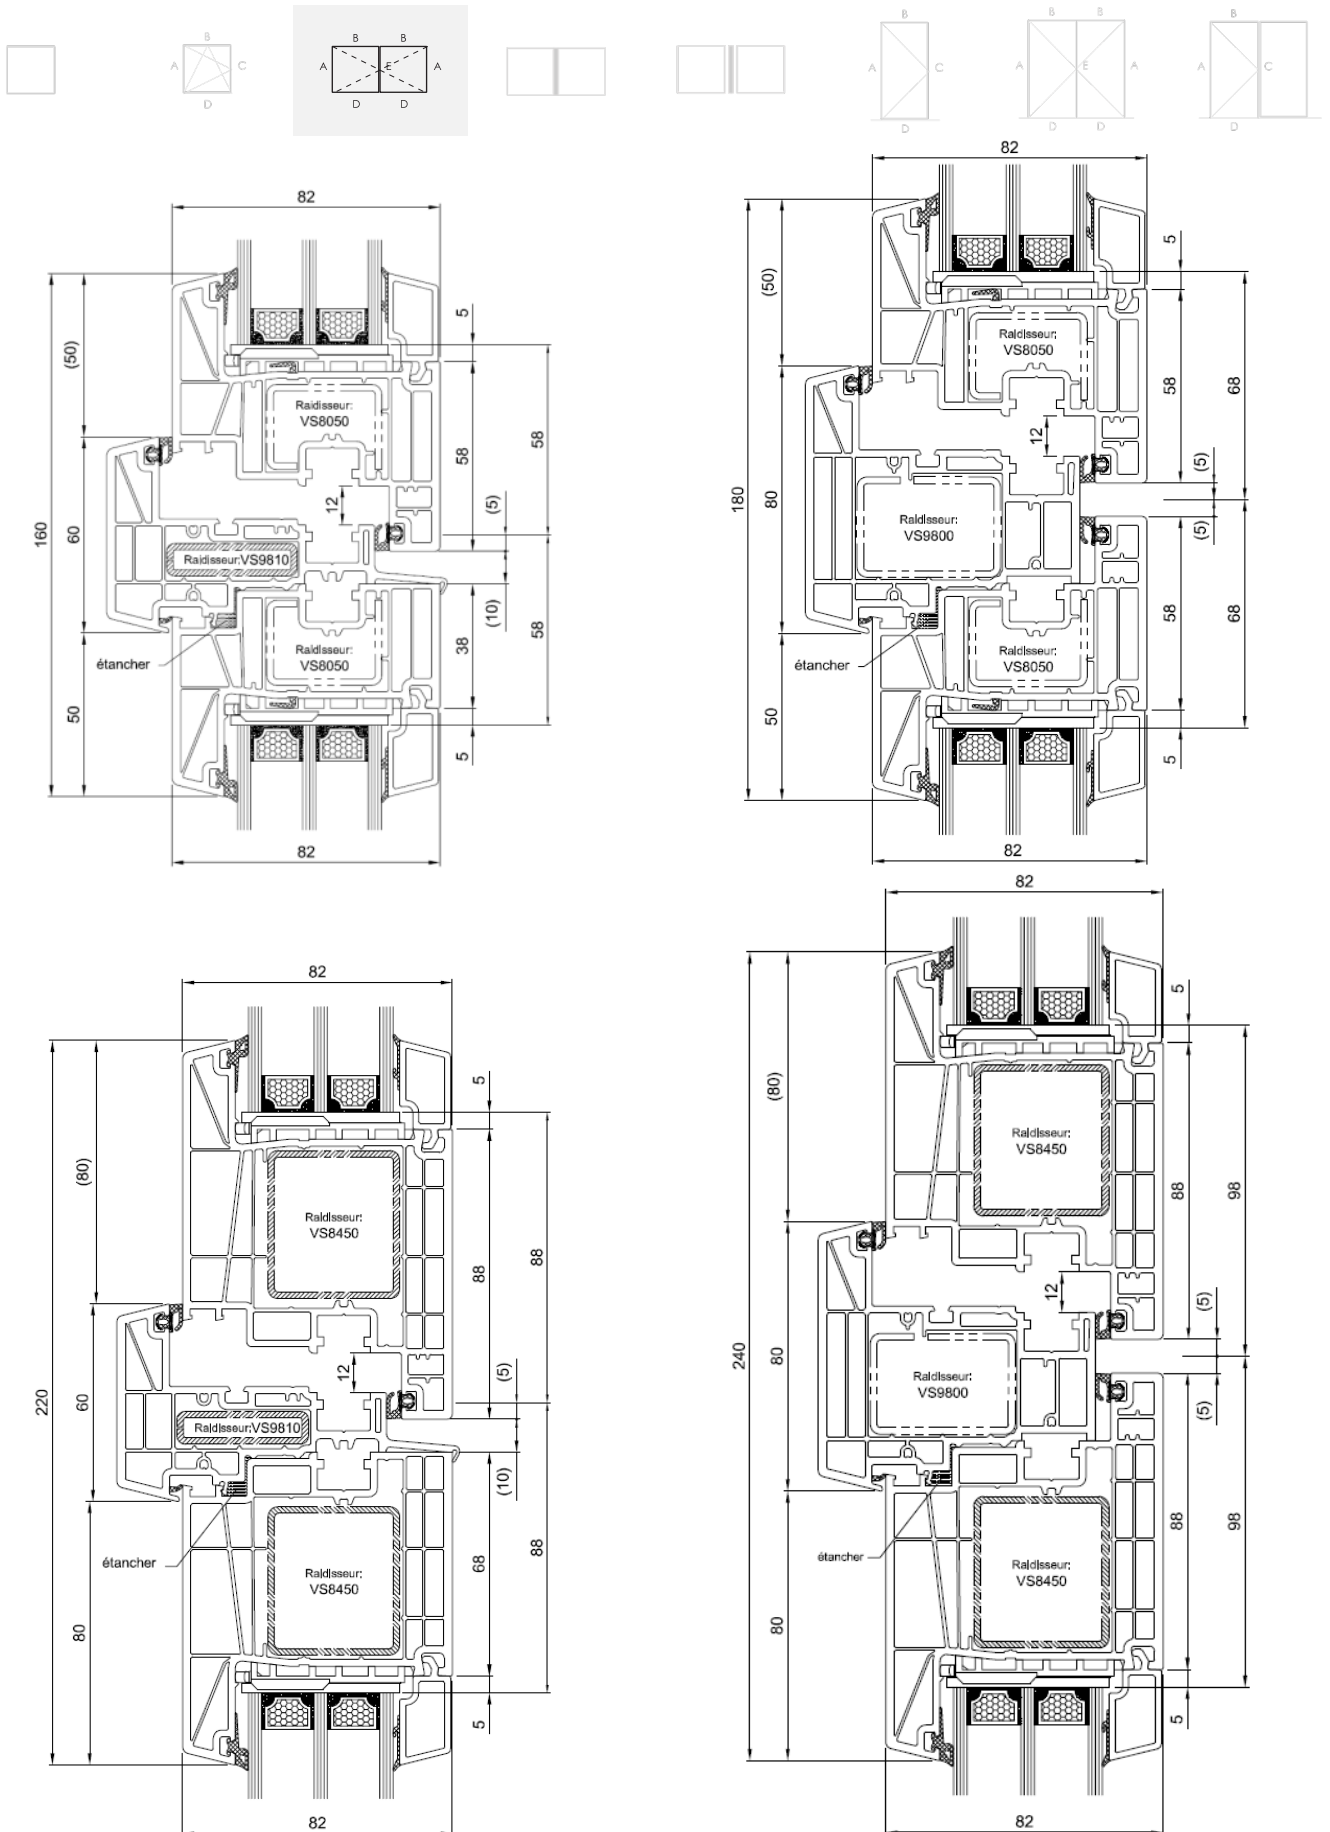 B
A
C
D
B B
A E A
D D
B
A
C
D
B B
A E A
D D
B
A
C
D
82
160
(50)
60
50
5
58
58
(5)
12
(10)
38
58
5
Raidisseur:
VS8050
Raidisseur:VS9810
Raidisseur:
VS8050
étancher
82
82
180
(50)
80
50
5
58
68
12
(5)
(5)
58
68
5
Raidisseur:
VS8050
Raidisseur:
VS9800
Raidisseur:
VS8050
étancher
82
82
220
(80)
60
80
5
88
88
12
(5)
(10)
68
88
5
Raidisseur:
VS8450
Raidisseur:VS9810
Raidisseur:
VS8450
étancher
82
82
240
(80)
80
80
5
88
98
12
(5)
(5)
88
98
5
Raidisseur:
VS8450
Raidisseur:
VS9800
Raidisseur:
VS8450
étancher
82